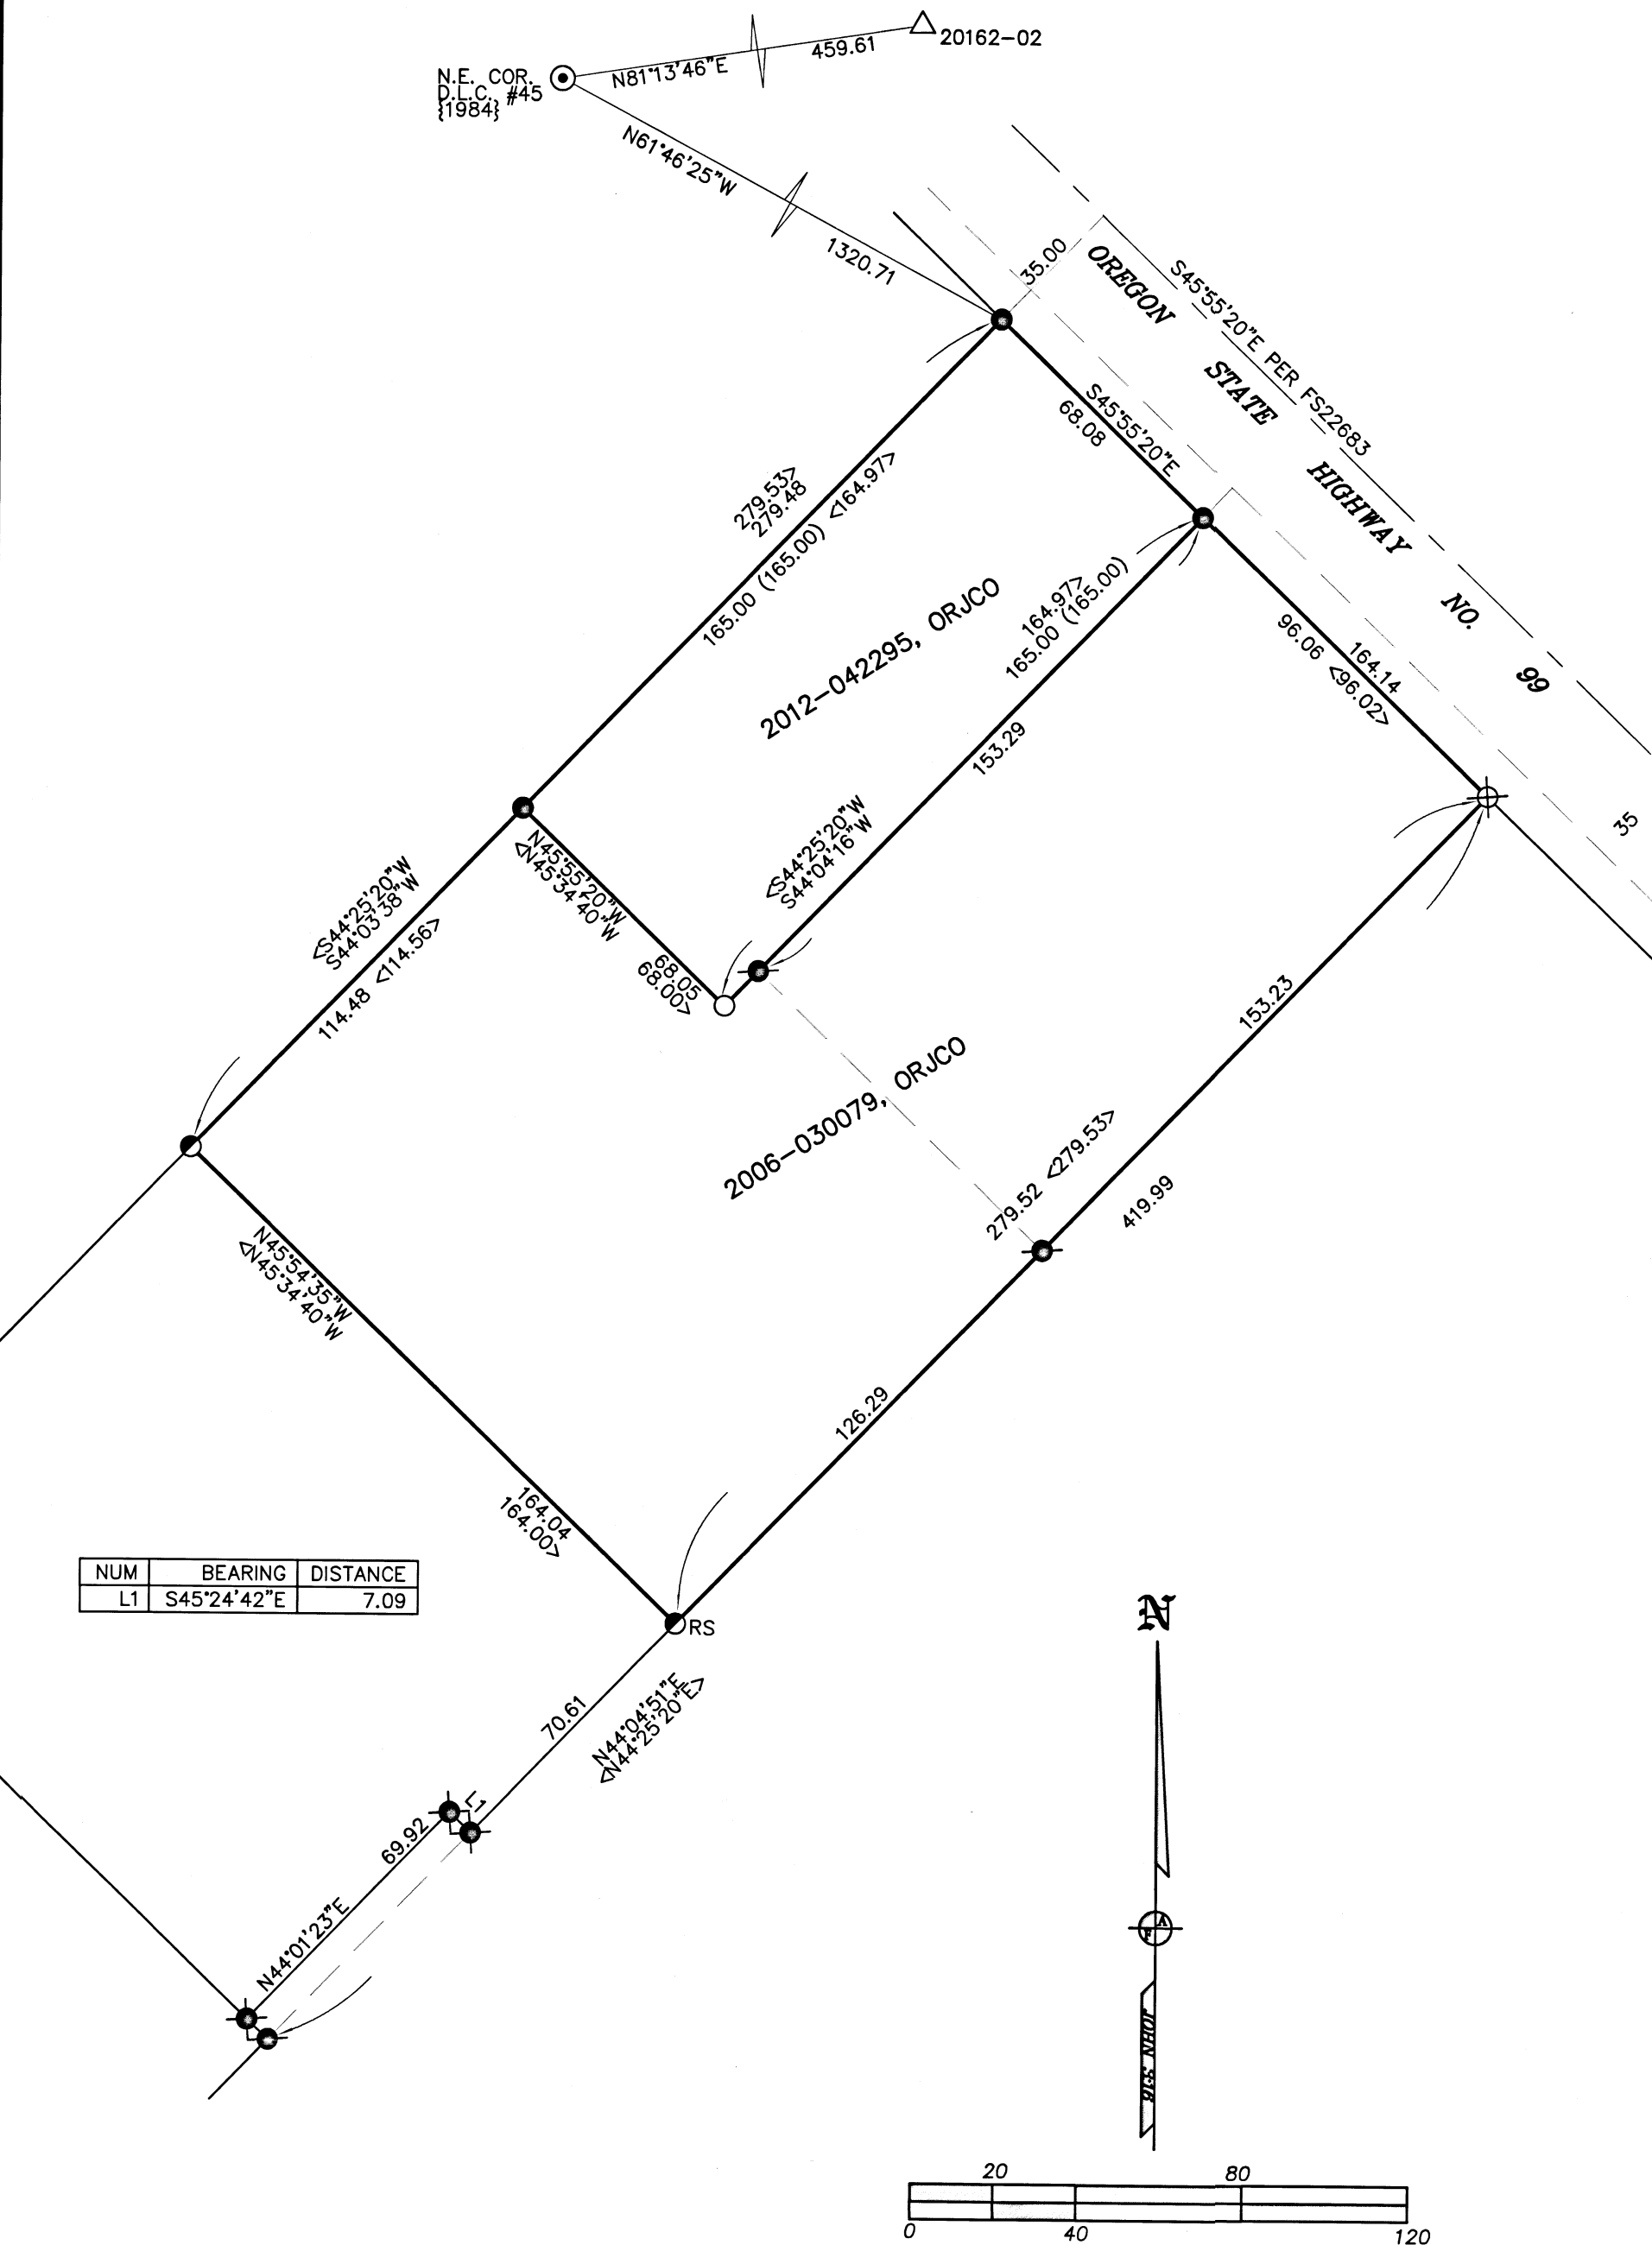 20162-02
459.61
N81°13'46"E
N.E. COR.
D.L.C. #45
{1984}
N61°46'25"W
1320.71
35.00
OREGON STATE HIGHWAY NO. 99
S45°55'20"E PER FS22683
S45°55'20"E
68.08
279.53>
279.48
165.00 (165.00) <164.97>
164.97>
165.00 (165.00)
2012-042295, ORJCO
153.29
164.14
96.06 <96.02>
35
<S44°25'20"W
S44°04'16"W
N45°55'20"W
<N45°34'40"W
68.05
68.00>
<S44°25'20"W
S44°03'38"W
114.48 <114.56>
153.23
2006-030079, ORJCO
279.52 <279.53>
419.99
N45°54'35"W
<N45°34'40"W
126.29
164.04
164.00>
NUM BEARING DISTANCE
L1 S45°24'42"E 7.09
RS
N
70.61
N44°04'51"E
<N44°25'20"E>
L1
69.92
N44°01'23"E
F A
JOHN 3:16
20 80
0 40 120